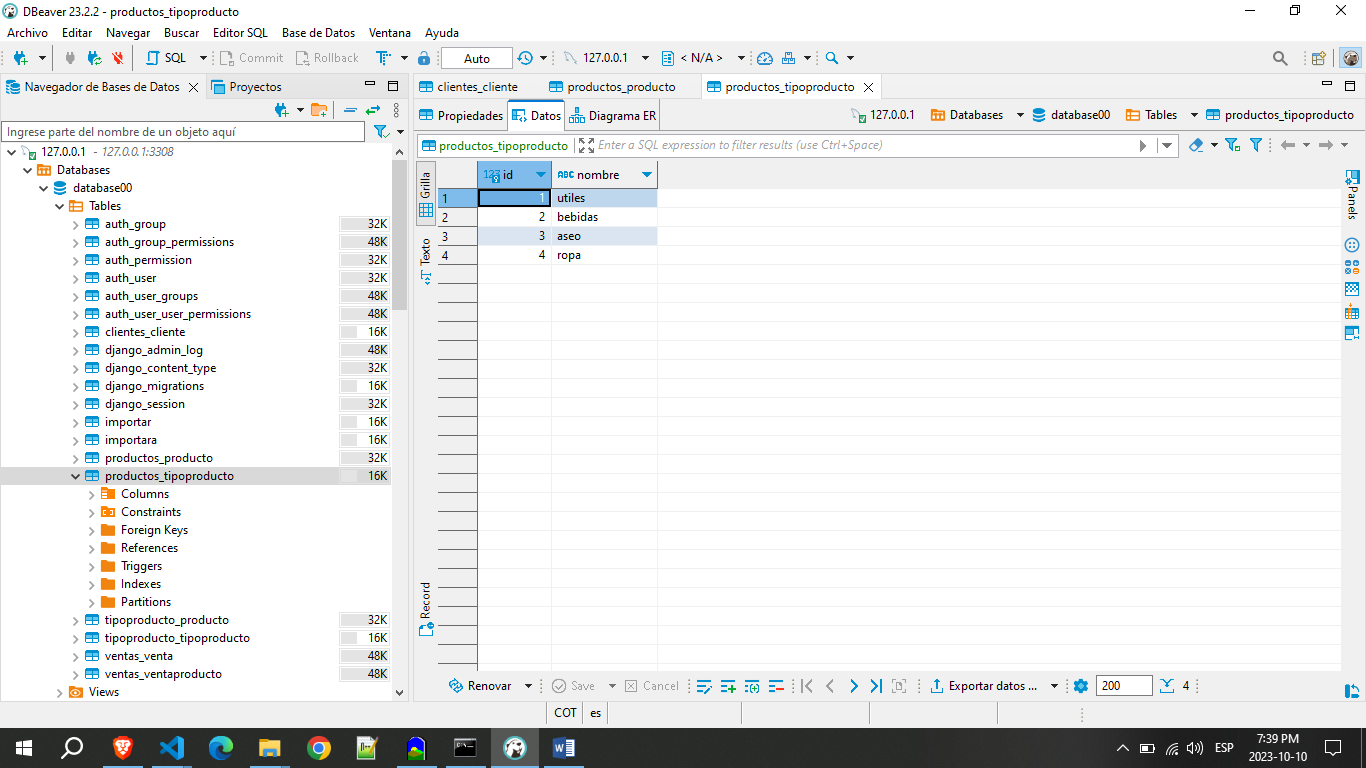 DBeaver 23.2.2 - productos_tipoproducto
Archivo Editar Navegar Buscar Editor SQL Base de Datos Ventana Ayuda
SQL Commit Rollback Auto 127.0.0.1 < N/A >
Navegador de Bases de Datos Proyectos
clientes_cliente productos_producto productos_tipoproducto
Propiedades Datos Diagrama ER 127.0.0.1 Databases database00 Tables productos_tipoproducto
Ingrese parte del nombre de un objeto aquí
productos_tipoproducto Enter a SQL expression to filter results (use Ctrl+Space)
127.0.0.1 - 127.0.0.1:3308
Databases
database00
Tables
auth_group 32K
auth_group_permissions 48K
auth_permission 32K
auth_user 32K
auth_user_groups 48K
auth_user_user_permissions 48K
clientes_cliente 16K
django_admin_log 48K
django_content_type 32K
django_migrations 16K
django_session 32K
importar 16K
importara 16K
productos_producto 32K
productos_tipoproducto 16K
Columns
Constraints
Foreign Keys
References
Triggers
Indexes
Partitions
tipoproducto_producto 32K
tipoproducto_tipoproducto 16K
ventas_venta 48K
ventas_ventaproducto 48K
Views
Grilla
Texto
Record
123 id ABC nombre
1 1 utiles
2 2 bebidas
3 3 aseo
4 4 ropa
Panels
Renovar Save Cancel Exportar datos ... 200 4
COT es
ESP
7:39 PM
2023-10-10